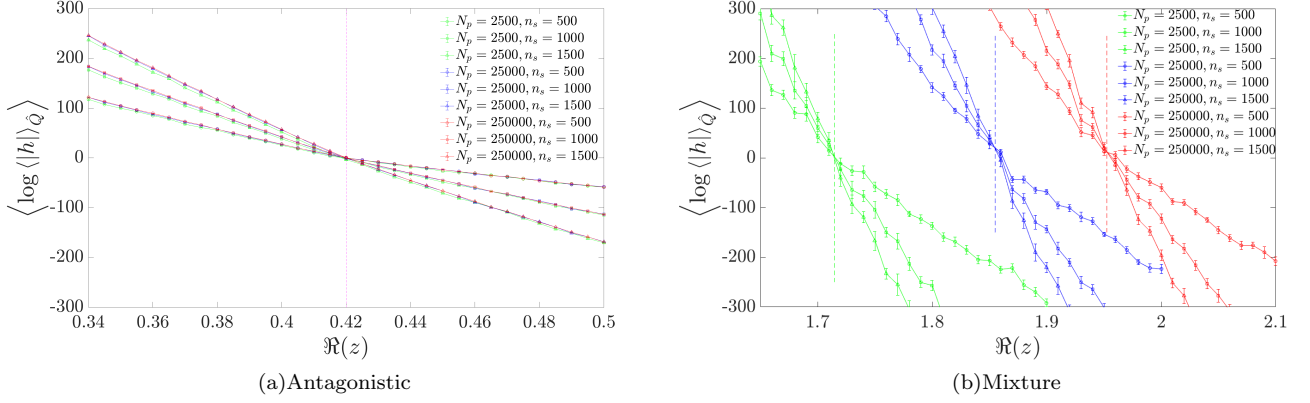 ⟨log ⟨|h|⟩_Q̂⟩
300
200
100
0
-100
-200
-300
0.34
0.36
0.38
0.4
0.42
0.44
0.46
0.48
0.5
ℜ(z)
N_p = 2500, n_s = 500
N_p = 2500, n_s = 1000
N_p = 2500, n_s = 1500
N_p = 25000, n_s = 500
N_p = 25000, n_s = 1000
N_p = 25000, n_s = 1500
N_p = 250000, n_s = 500
N_p = 250000, n_s = 1000
N_p = 250000, n_s = 1500
(a)Antagonistic
⟨log ⟨|h|⟩_Q̂⟩
300
200
100
0
-100
-200
-300
1.7
1.8
1.9
2
2.1
ℜ(z)
N_p = 2500, n_s = 500
N_p = 2500, n_s = 1000
N_p = 2500, n_s = 1500
N_p = 25000, n_s = 500
N_p = 25000, n_s = 1000
N_p = 25000, n_s = 1500
N_p = 250000, n_s = 500
N_p = 250000, n_s = 1000
N_p = 250000, n_s = 1500
(b)Mixture